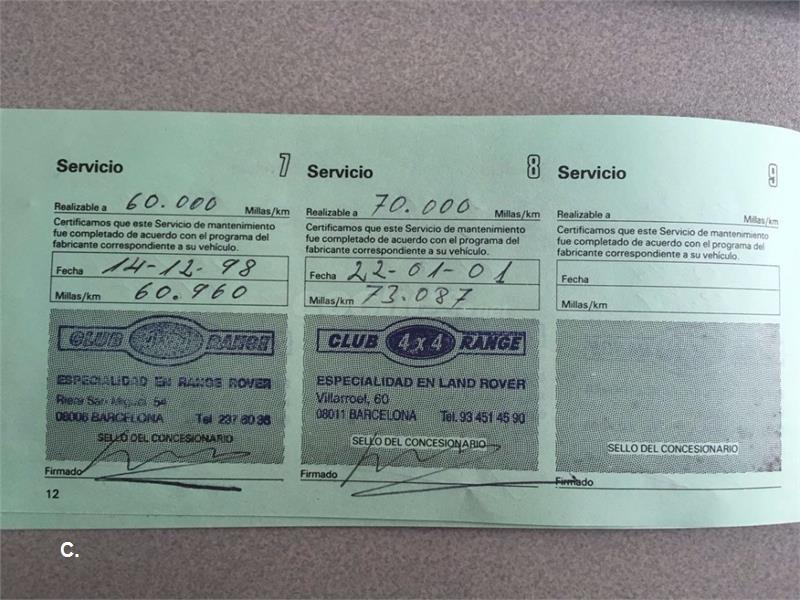 Servicio 7
Realizable a 60.000 Millas/km
Certificamos que este Servicio de mantenimiento
fue completado de acuerdo con el programa del
fabricante correspondiente a su vehículo.
Fecha 14-12-98
Millas/km 60.960
CLUB 4x4 RANGE
ESPECIALIDAD EN RANGE ROVER
Riera San Miguel 54
08006 BARCELONA Tel 237 80 36
SELLO DEL CONCESIONARIO
Firmado
12
Servicio 8
Realizable a 70.000 Millas/km
Certificamos que este Servicio de mantenimiento
fue completado de acuerdo con el programa del
fabricante correspondiente a su vehículo.
Fecha 22-01-01
Millas/km 73.087
CLUB 4x4 RANGE
ESPECIALIDAD EN LAND ROVER
Villarroel, 60
08011 BARCELONA Tel. 93 451 45 90
SELLO DEL CONCESIONARIO
Firmado
Servicio 9
Realizable a Millas/km
Certificamos que este Servicio de mantenimiento
fue completado de acuerdo con el programa del
fabricante correspondiente a su vehículo.
Fecha
Millas/km
SELLO DEL CONCESIONARIO
Firmado
C.